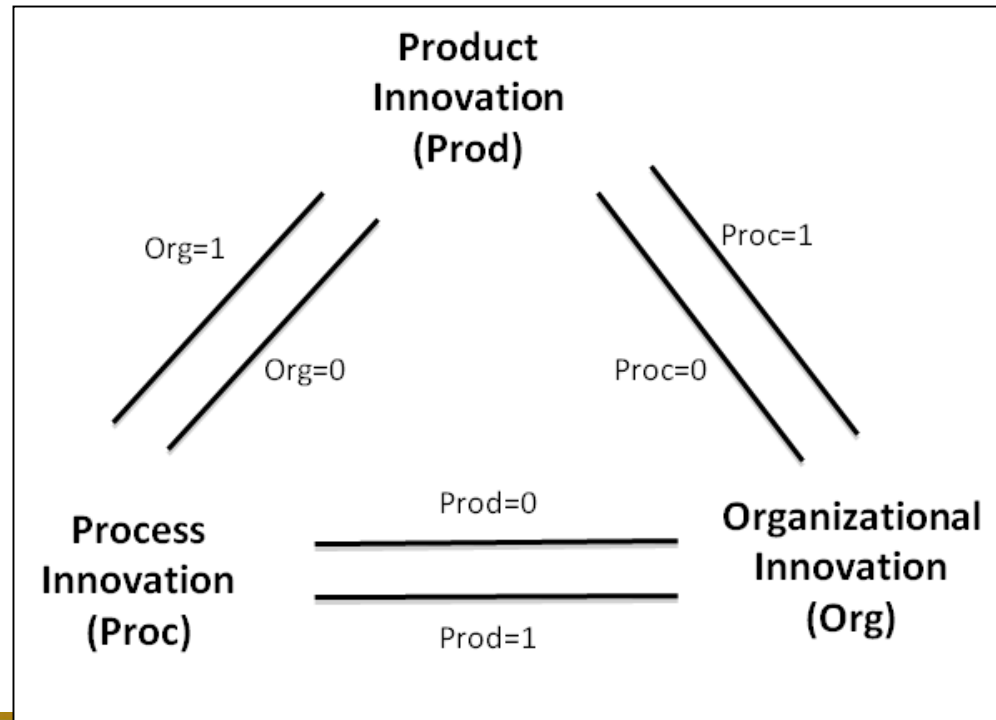 Product
Innovation
(Prod)
Org=1
Proc=1
Org=0
Proc=0
Prod=0
Process
Innovation
(Proc)
Organizational
Innovation
(Org)
Prod=1